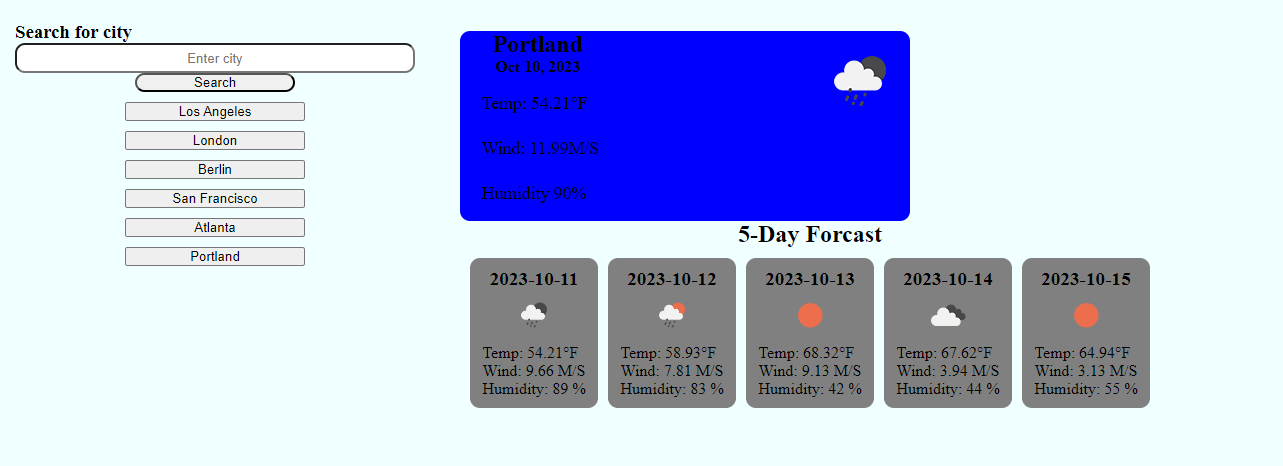 Search for city
Enter city
Search
Los Angeles
London
Berlin
San Francisco
Atlanta
Portland
Portland
Oct 10, 2023
Temp: 54.21°F
Wind: 11.99M/S
Humidity 90%
5-Day Forcast
2023-10-11
Temp: 54.21°F
Wind: 9.66 M/S
Humidity: 89 %
2023-10-12
Temp: 58.93°F
Wind: 7.81 M/S
Humidity: 83 %
2023-10-13
Temp: 68.32°F
Wind: 9.13 M/S
Humidity: 42 %
2023-10-14
Temp: 67.62°F
Wind: 3.94 M/S
Humidity: 44 %
2023-10-15
Temp: 64.94°F
Wind: 3.13 M/S
Humidity: 55 %